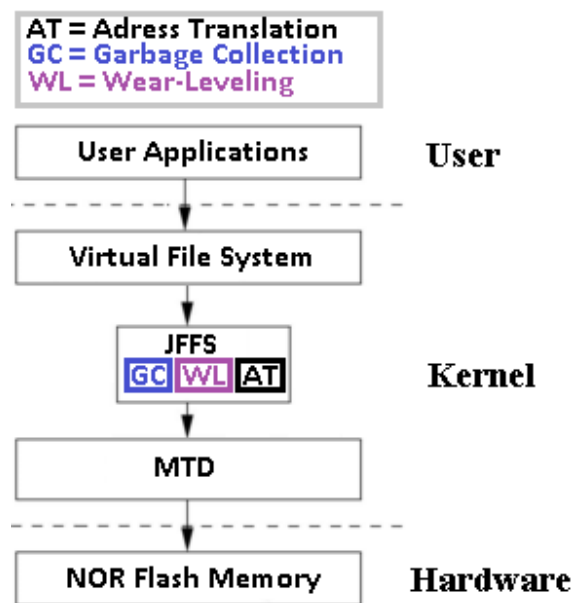 AT = Adress Translation
GC = Garbage Collection
WL = Wear-Leveling
User Applications
User
Virtual File System
JFFS
GC WL AT
Kernel
MTD
NOR Flash Memory
Hardware